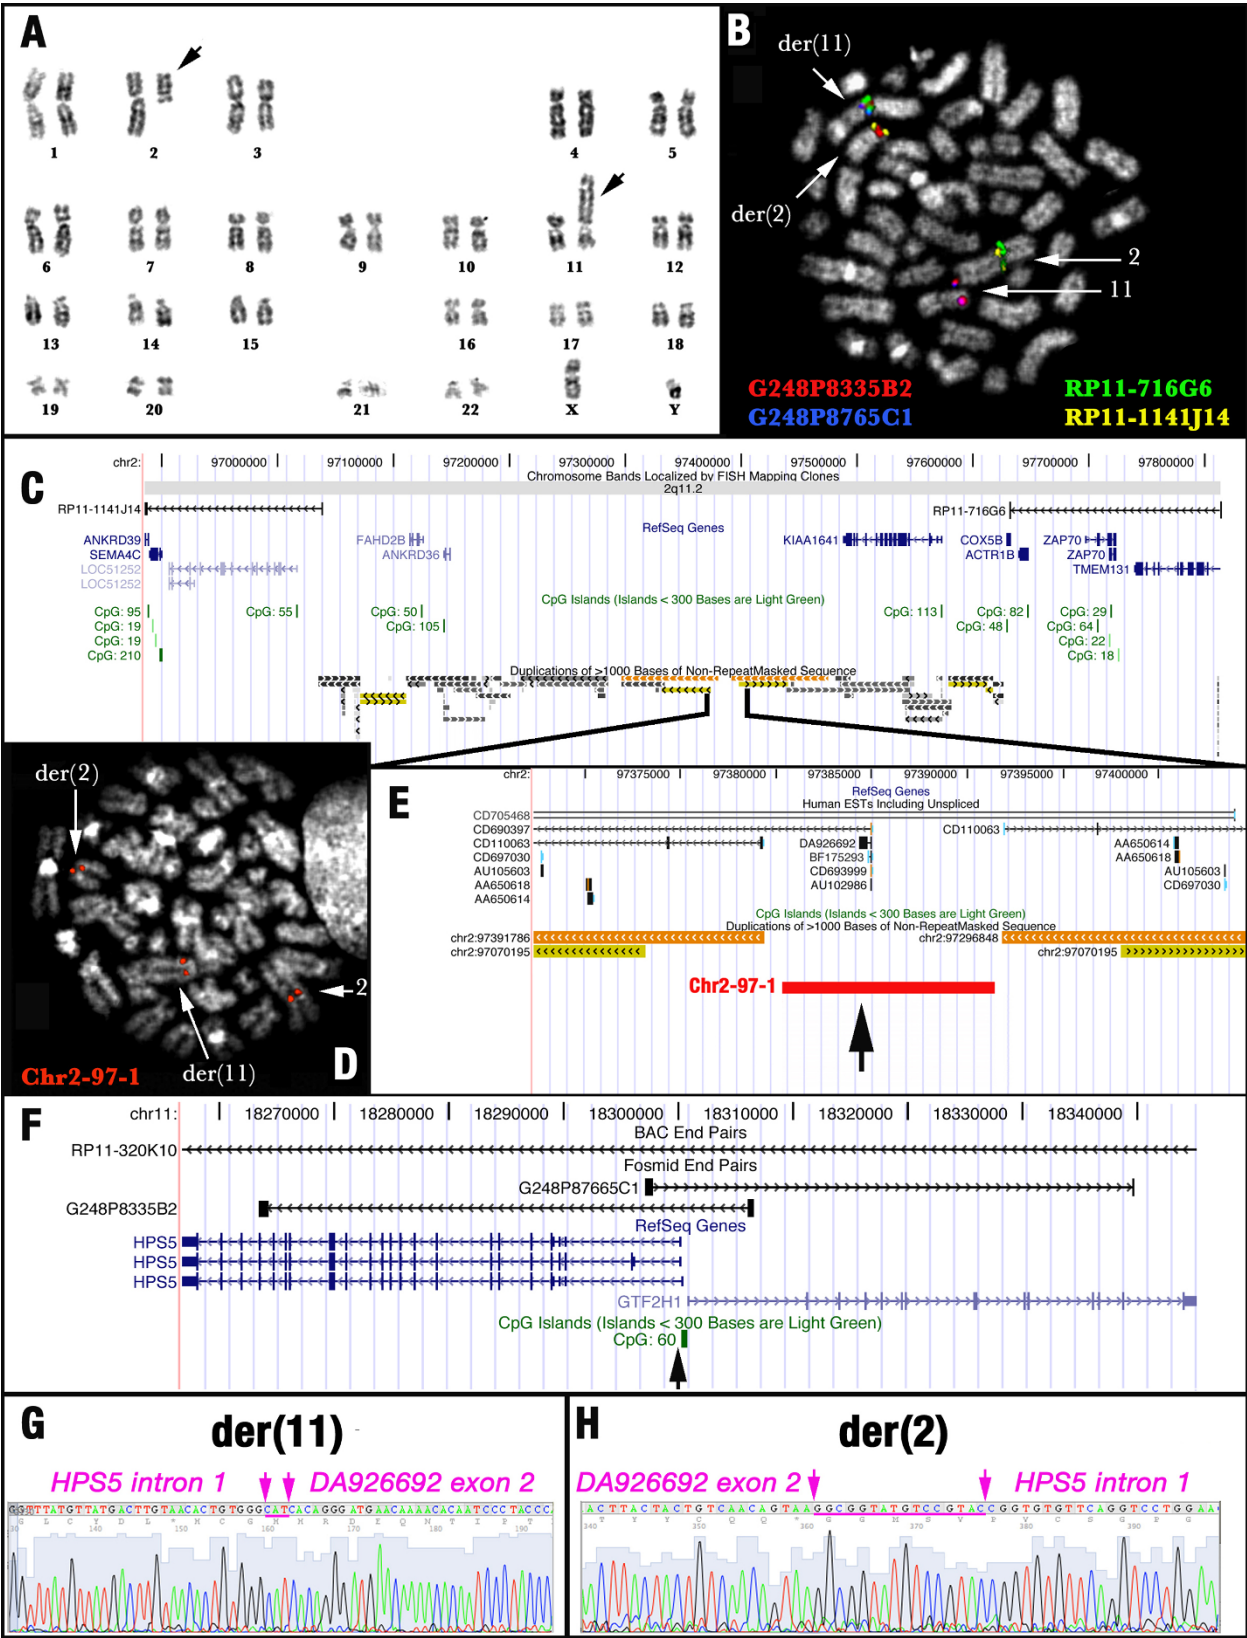 A
1 2 3 4 5
6 7 8 9 10 11 12
13 14 15 16 17 18
19 20 21 22 X Y
B
der(11)
der(2)
2
11
G248P8335B2 RP11-716G6
G248P8765C1 RP11-1141J14
C
chr2: 97000000 97100000 97200000 97300000 97400000 97500000 97600000 97700000 97800000
Chromosome Bands Localized by FISH Mapping Clones
2q11.2
RP11-1141J14 RP11-716G6
RefSeq Genes
ANKRD39 FAHD2B KIAA1641 COX5B ZAP70
SEMA4C ANKRD36 ACTR1B ZAP70
LOC51252 TMEM131
LOC51252
CpG Islands (Islands < 300 Bases are Light Green)
CpG: 95 CpG: 55 CpG: 50 CpG: 113 CpG: 82 CpG: 29
CpG: 19 CpG: 105 CpG: 48 CpG: 64
CpG: 19 CpG: 22
CpG: 210 CpG: 18
Duplications of >1000 Bases of Non-RepeatMasked Sequence
der(2)
2
der(11)
Chr2-97-1
D
E
chr2: 97375000 97380000 97385000 97390000 97395000 97400000
RefSeq Genes
Human ESTs Including Unspliced
CD705468
CD690397 CD110063
CD110063 DA926692 AA650614
CD697030 BF175293 AA650618
AU105603 CD693999 AU105603
AA650618 AU102986 CD697030
AA650614
CpG Islands (Islands < 300 Bases are Light Green)
Duplications of >1000 Bases of Non-RepeatMasked Sequence
chr2:97391786 chr2:97296848
chr2:97070195 chr2:97070195
Chr2-97-1
F
chr11: 18270000 18280000 18290000 18300000 18310000 18320000 18330000 18340000
BAC End Pairs
RP11-320K10
Fosmid End Pairs
G248P87665C1
G248P8335B2
RefSeq Genes
HPS5
HPS5
HPS5
GTF2H1
CpG Islands (Islands < 300 Bases are Light Green)
CpG: 60
G
der(11)
HPS5 intron 1 DA926692 exon 2
160 150 160 190
H
der(2)
DA926692 exon 2 HPS5 intron 1
ACTTACTACTGTCAACAGTAAGGCGGTATGTCCGTACCGGTGTGTTCAGGTCCTGGAA
340 350 360 370 380 390